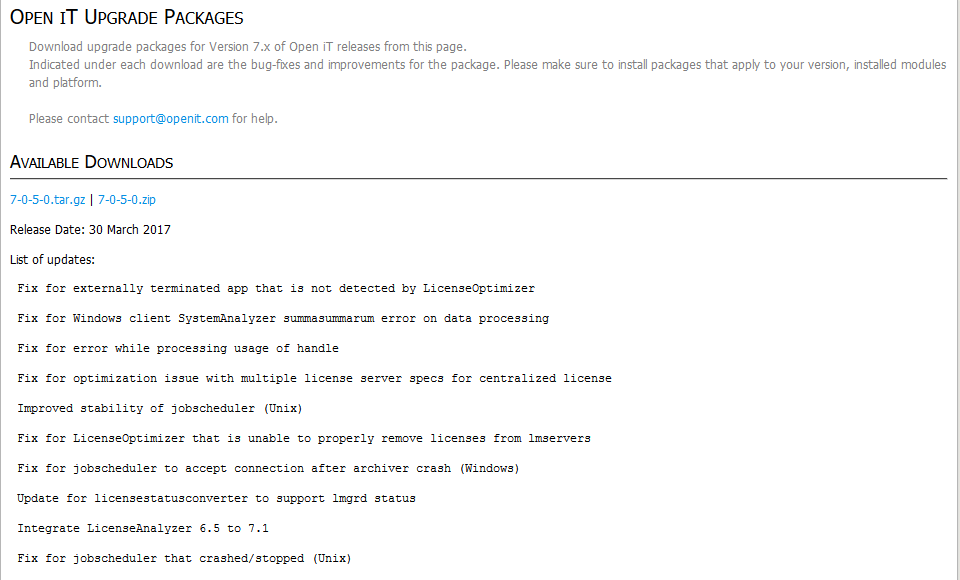 Open iT Upgrade Packages
Download upgrade packages for Version 7.x of Open iT releases from this page.
Indicated under each download are the bug-fixes and improvements for the package. Please make sure to install packages that apply to your version, installed modules
and platform.
Please contact support@openit.com for help.
Available Downloads
7-0-5-0.tar.gz | 7-0-5-0.zip
Release Date: 30 March 2017
List of updates:
Fix for externally terminated app that is not detected by LicenseOptimizer
Fix for Windows client SystemAnalyzer summasummarum error on data processing
Fix for error while processing usage of handle
Fix for optimization issue with multiple license server specs for centralized license
Improved stability of jobscheduler (Unix)
Fix for LicenseOptimizer that is unable to properly remove licenses from lmservers
Fix for jobscheduler to accept connection after archiver crash (Windows)
Update for licensestatusconverter to support lmgrd status
Integrate LicenseAnalyzer 6.5 to 7.1
Fix for jobscheduler that crashed/stopped (Unix)